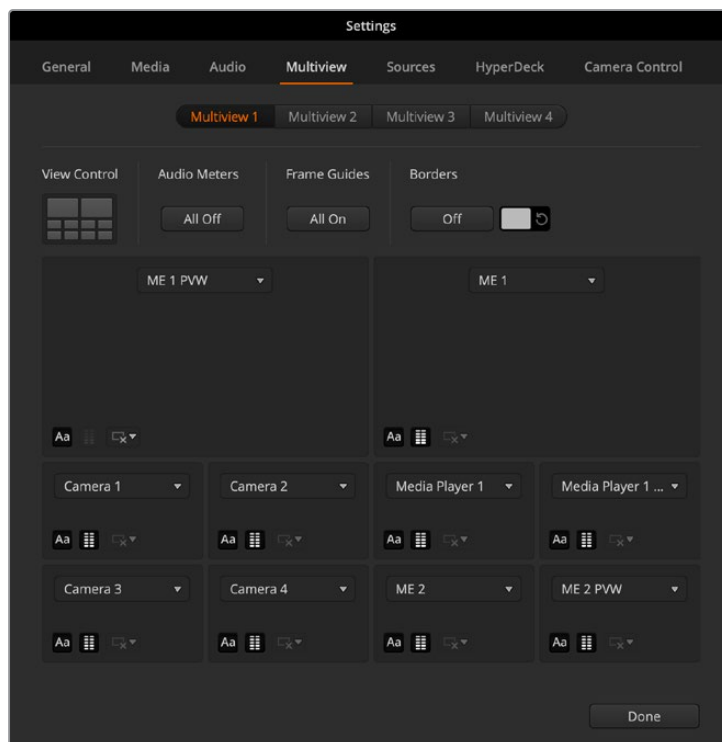 Settings
General Media Audio Multiview Sources HyperDeck Camera Control
Multiview 1 Multiview 2 Multiview 3 Multiview 4
View Control Audio Meters Frame Guides Borders
All Off All On Off
ME 1 PVW ME 1
Aa Aa
Camera 1 Camera 2 Media Player 1 Media Player 1 ...
Aa Aa Aa Aa
Camera 3 Camera 4 ME 2 ME 2 PVW
Aa Aa Aa Aa
Done